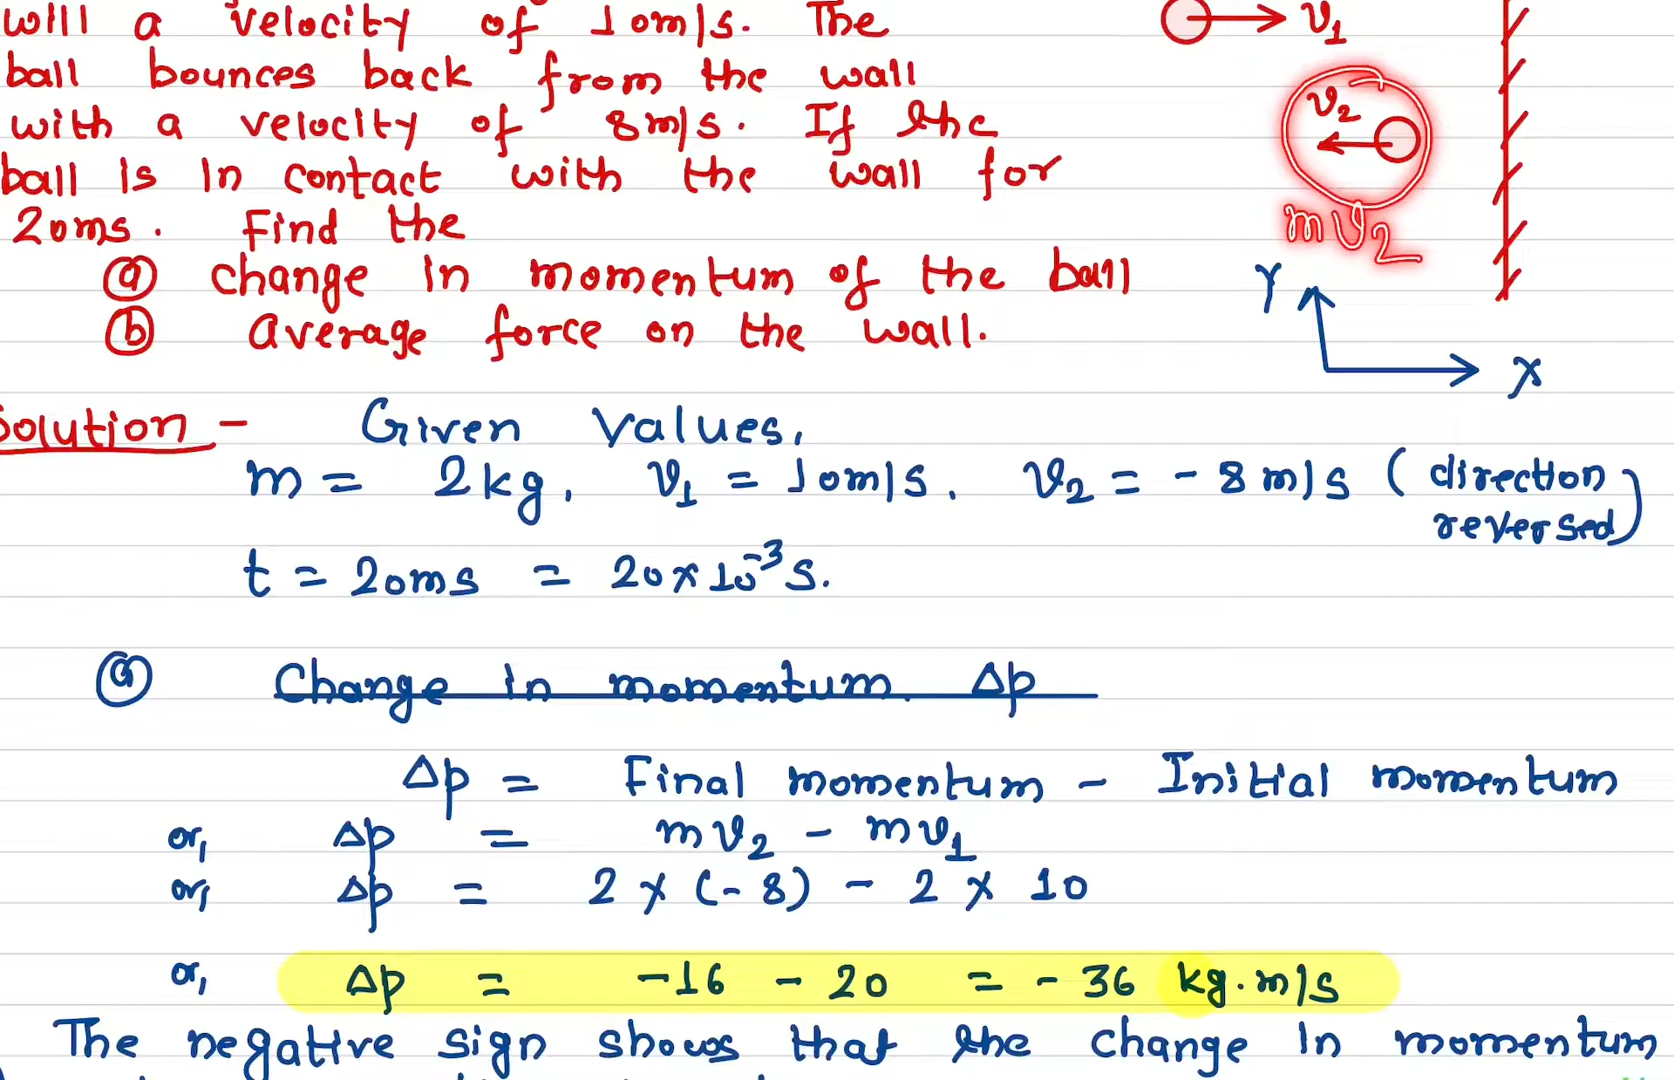 will a velocity of 10m/s. The
ball bounces back from the wall
with a velocity of 8m/s. If the
ball is in contact with the wall for
20ms. Find the
ⓐ change in momentum of the ball
ⓑ average force on the wall.
v₁
v₂
mv₂
Y
X
Solution - Given values,
m = 2kg, v₁ = 10m/s, v₂ = -8m/s (direction
reversed)
t = 20ms = 20×10⁻³s.
ⓐ Change in momentum Δp
Δp = Final momentum - Initial momentum
or, Δp = mv₂ - mv₁
or, Δp = 2 × (-8) - 2 × 10
or, Δp = -16 - 20 = -36 kg.m/s
The negative sign shows that the change in momentum